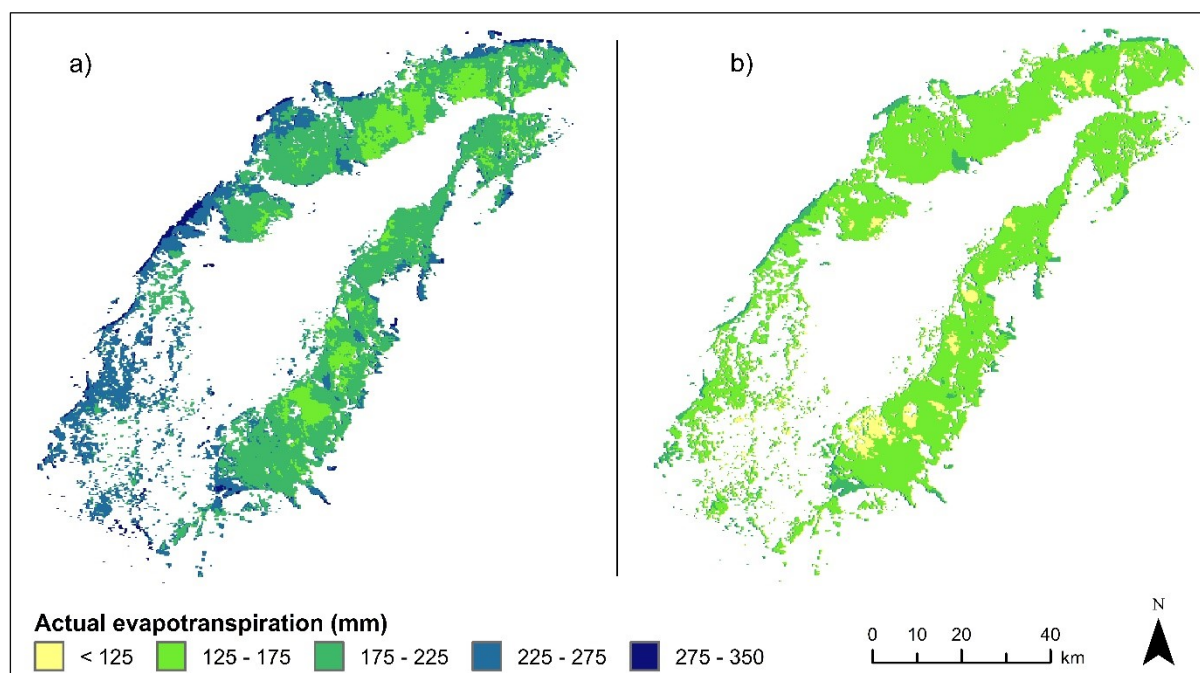 a)
b)
Actual evapotranspiration (mm)
< 125
125 - 175
175 - 225
225 - 275
275 - 350
0 10 20 40
km
N